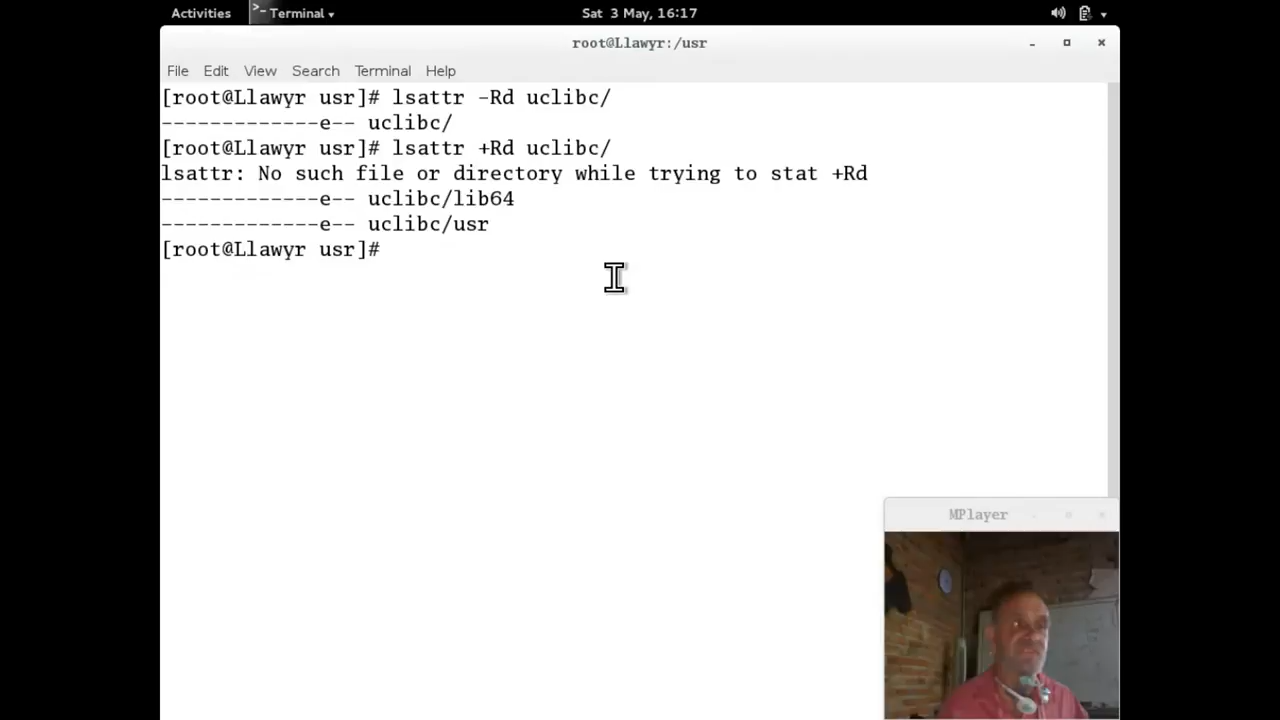 Activities Terminal Sat 3 May, 16:17
root@Llawyr:/usr
File Edit View Search Terminal Help
[root@Llawyr usr]# lsattr -Rd uclibc/
-------------e-- uclibc/
[root@Llawyr usr]# lsattr +Rd uclibc/
lsattr: No such file or directory while trying to stat +Rd
-------------e-- uclibc/lib64
-------------e-- uclibc/usr
[root@Llawyr usr]#
MPlayer